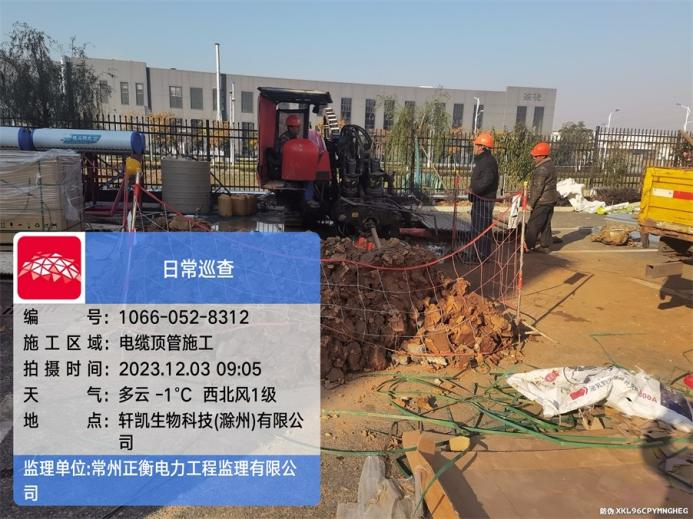 日常巡查
编 号: 1066-052-8312
施工区域: 电缆顶管施工
拍摄时间: 2023.12.03 09:05
天 气: 多云 -1°C 西北风1级
地 点: 轩凯生物科技(滁州)有限公
司
监理单位:常州正衡电力工程监理有限公
司
防伪 XKL96CPYMNGHEG